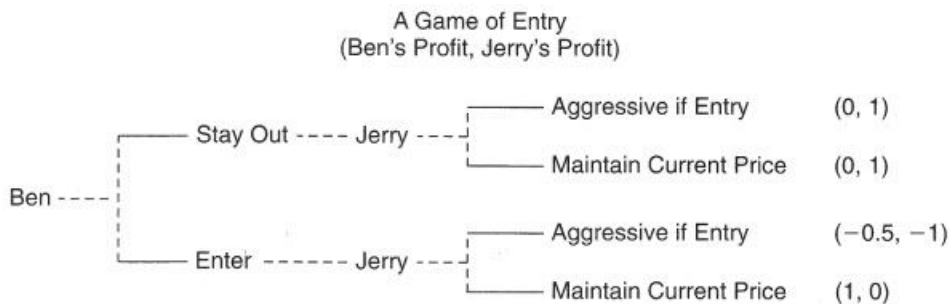 A Game of Entry
(Ben's Profit, Jerry's Profit)
Aggressive if Entry (0, 1)
Stay Out Jerry
Maintain Current Price (0, 1)
Ben
Aggressive if Entry (−0.5, −1)
Enter Jerry
Maintain Current Price (1, 0)